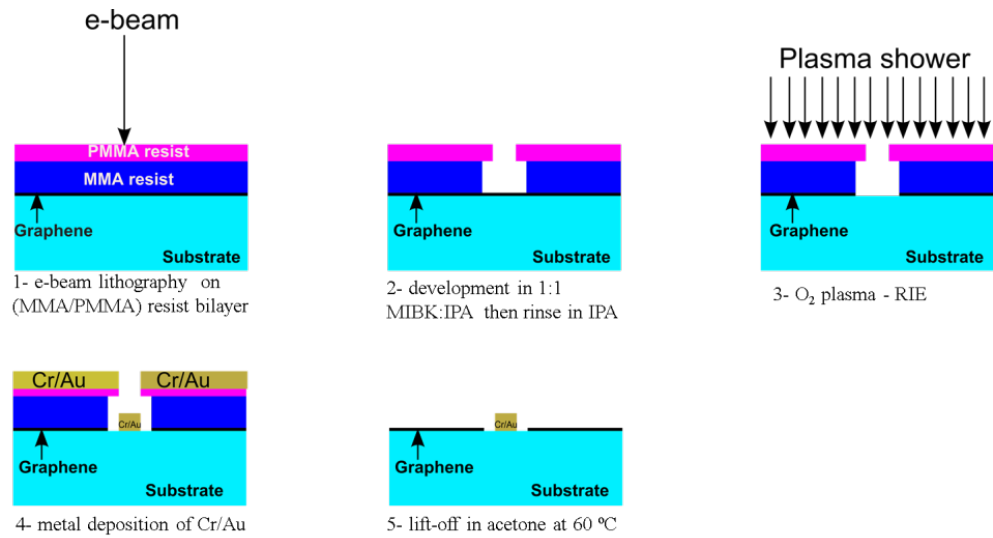 e-beam
PMMA resist
MMA resist
Graphene
Substrate
1- e-beam lithography on
(MMA/PMMA) resist bilayer
Graphene
Substrate
2- development in 1:1
MIBK:IPA then rinse in IPA
Plasma shower
Graphene
Substrate
3- O₂ plasma - RIE
Cr/Au Cr/Au
Cr/Au
Graphene
Substrate
4- metal deposition of Cr/Au
Cr/Au
Graphene
Substrate
5- lift-off in acetone at 60 ºC